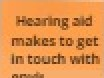 Hearing aid
makes to get
in touch with